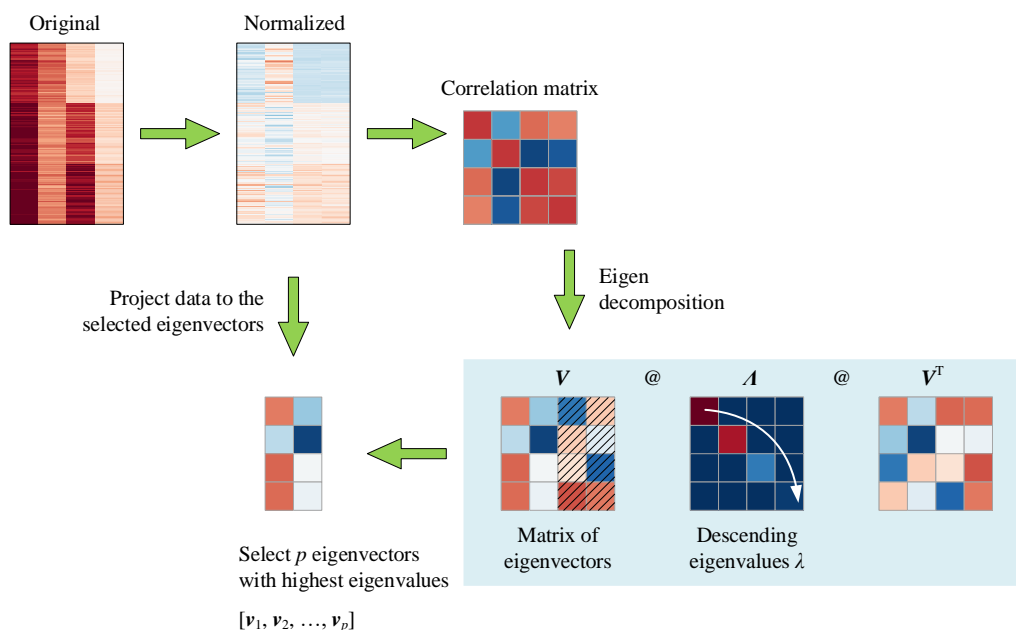 Original
Normalized
Correlation matrix
Project data to the
selected eigenvectors
Eigen
decomposition
V @ Λ @ Vᵀ
Matrix of
eigenvectors
Descending
eigenvalues λ
Select p eigenvectors
with highest eigenvalues
[v₁, v₂, …, vₚ]